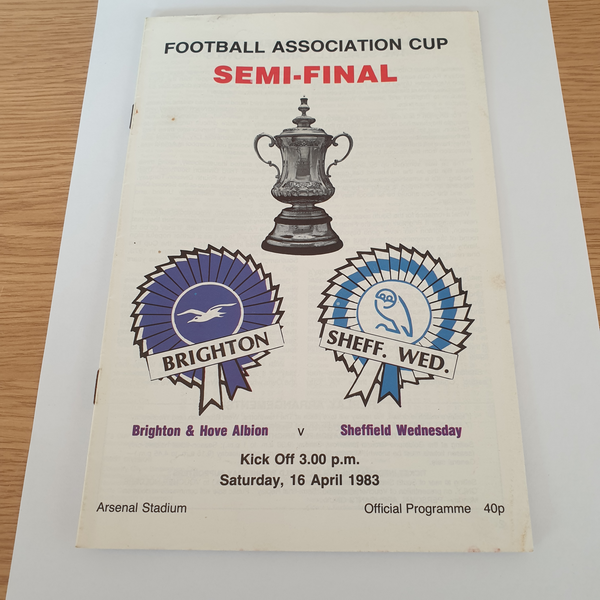 FOOTBALL ASSOCIATION CUP
SEMI-FINAL
BRIGHTON
SHEFF. WED.
Brighton & Hove Albion v Sheffield Wednesday
Kick Off 3.00 p.m.
Saturday, 16 April 1983
Arsenal Stadium Official Programme 40p